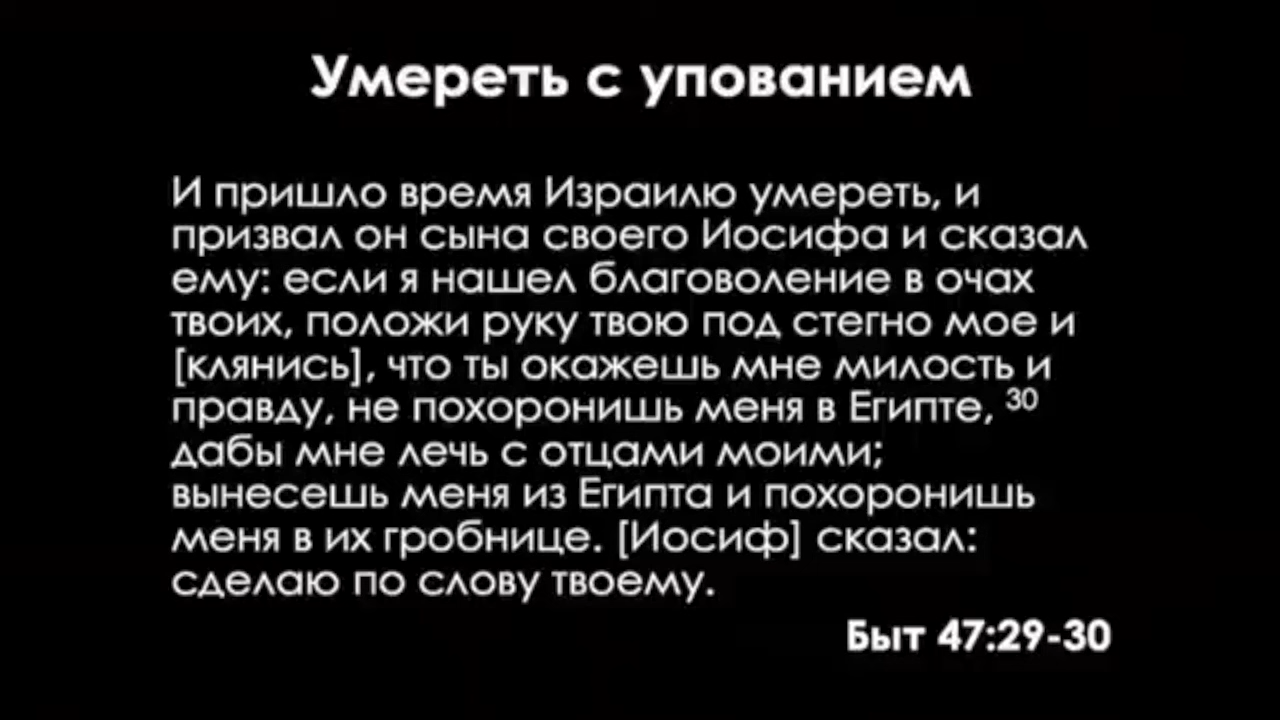 Умереть с упованием
И пришло время Израилю умереть, и
призвал он сына своего Иосифа и сказал
ему: если я нашел благоволение в очах
твоих, положи руку твою под стегно мое и
[клянись], что ты окажешь мне милость и
правду, не похоронишь меня в Египте, 30
дабы мне лечь с отцами моими;
вынесешь меня из Египта и похоронишь
меня в их гробнице. [Иосиф] сказал:
сделаю по слову твоему.
Быт 47:29-30